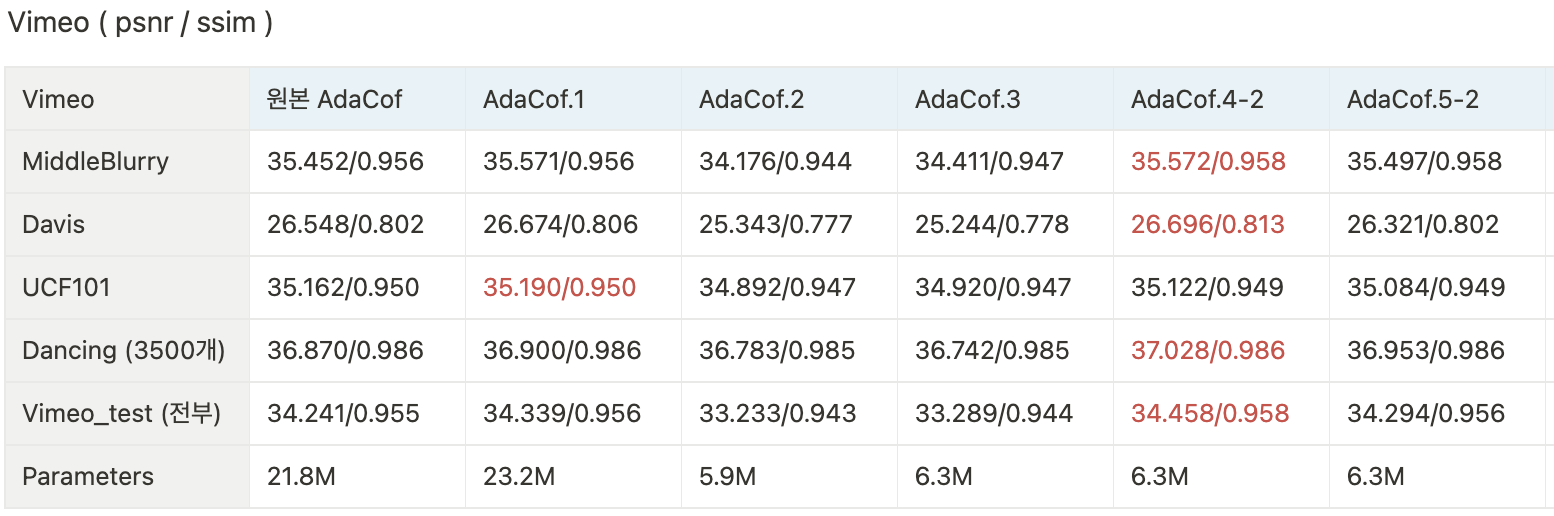 Vimeo ( psnr / ssim )
Vimeo 원본 AdaCof AdaCof.1 AdaCof.2 AdaCof.3 AdaCof.4-2 AdaCof.5-2
MiddleBlurry 35.452/0.956 35.571/0.956 34.176/0.944 34.411/0.947 35.572/0.958 35.497/0.958
Davis 26.548/0.802 26.674/0.806 25.343/0.777 25.244/0.778 26.696/0.813 26.321/0.802
UCF101 35.162/0.950 35.190/0.950 34.892/0.947 34.920/0.947 35.122/0.949 35.084/0.949
Dancing (3500개) 36.870/0.986 36.900/0.986 36.783/0.985 36.742/0.985 37.028/0.986 36.953/0.986
Vimeo_test (전부) 34.241/0.955 34.339/0.956 33.233/0.943 33.289/0.944 34.458/0.958 34.294/0.956
Parameters 21.8M 23.2M 5.9M 6.3M 6.3M 6.3M